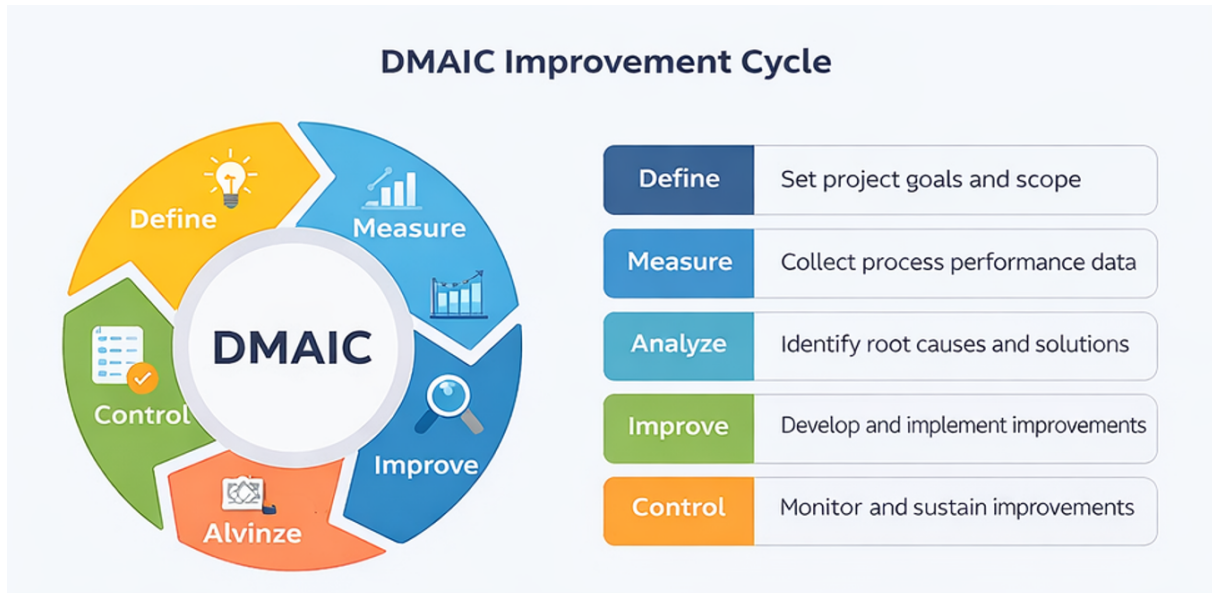 DMAIC Improvement Cycle
Define
Measure
Improve
Alvinze
Control
DMAIC
Define Set project goals and scope
Measure Collect process performance data
Analyze Identify root causes and solutions
Improve Develop and implement improvements
Control Monitor and sustain improvements